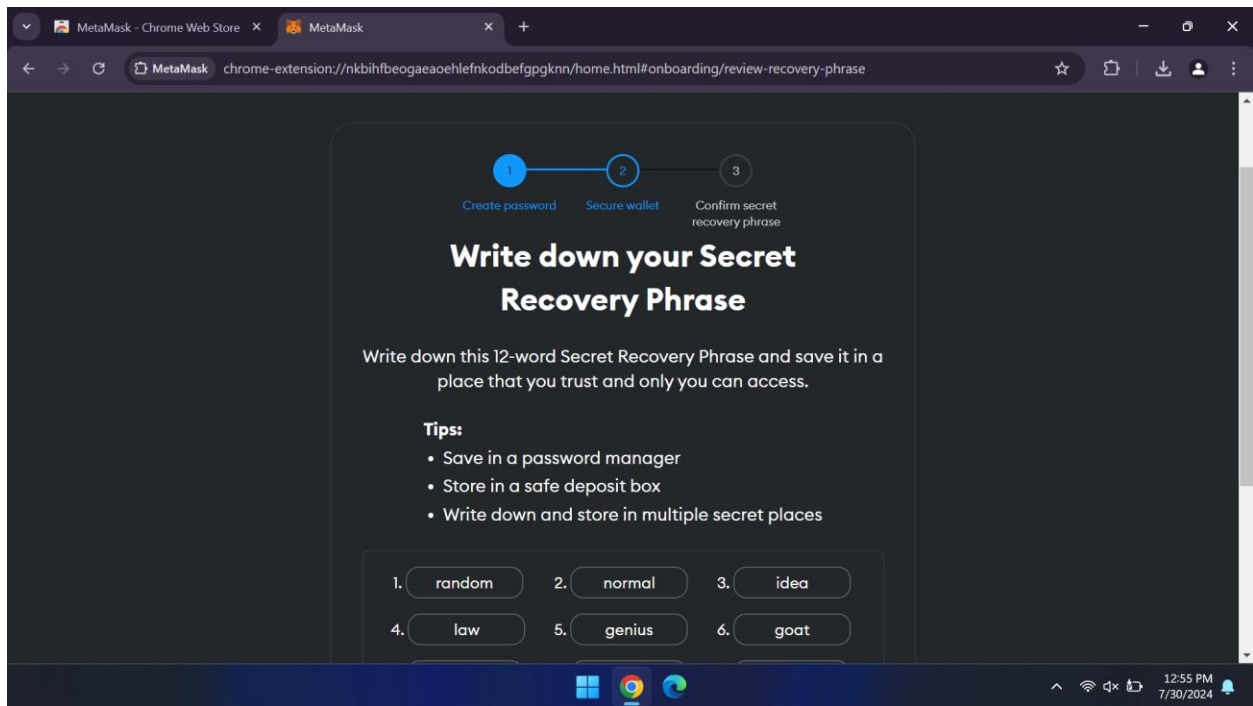 MetaMask - Chrome Web Store
MetaMask
MetaMask chrome-extension://nkbihfbeogaeaoehlefnkodbefgpgknn/home.html#onboarding/review-recovery-phrase
1 2 3
Create password Secure wallet Confirm secret
recovery phrase
Write down your Secret
Recovery Phrase
Write down this 12-word Secret Recovery Phrase and save it in a
place that you trust and only you can access.
Tips:
• Save in a password manager
• Store in a safe deposit box
• Write down and store in multiple secret places
1. random 2. normal 3. idea
4. law 5. genius 6. goat
12:55 PM
7/30/2024